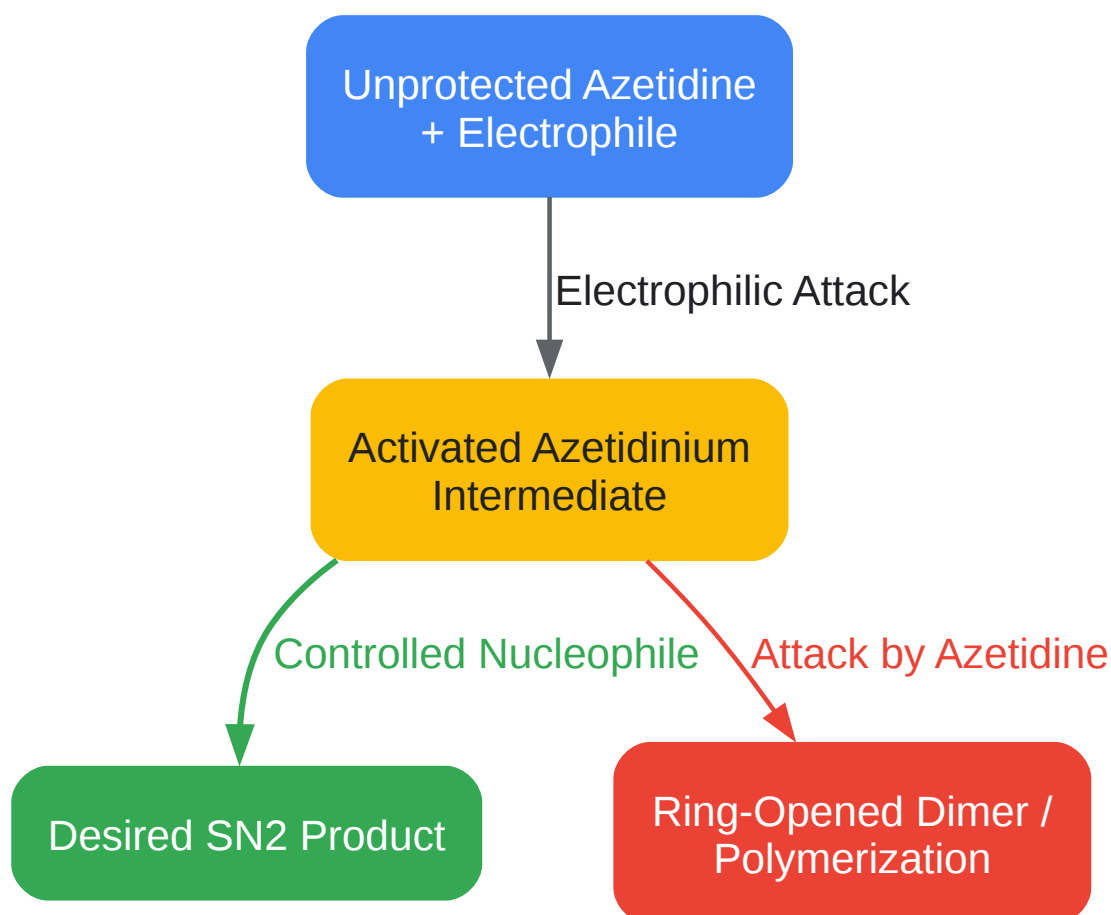 Unprotected Azetidine
+ Electrophile
Electrophilic Attack
Activated Azetidinium
Intermediate
Controlled Nucleophile
Attack by Azetidine
Desired SN2 Product
Ring-Opened Dimer /
Polymerization